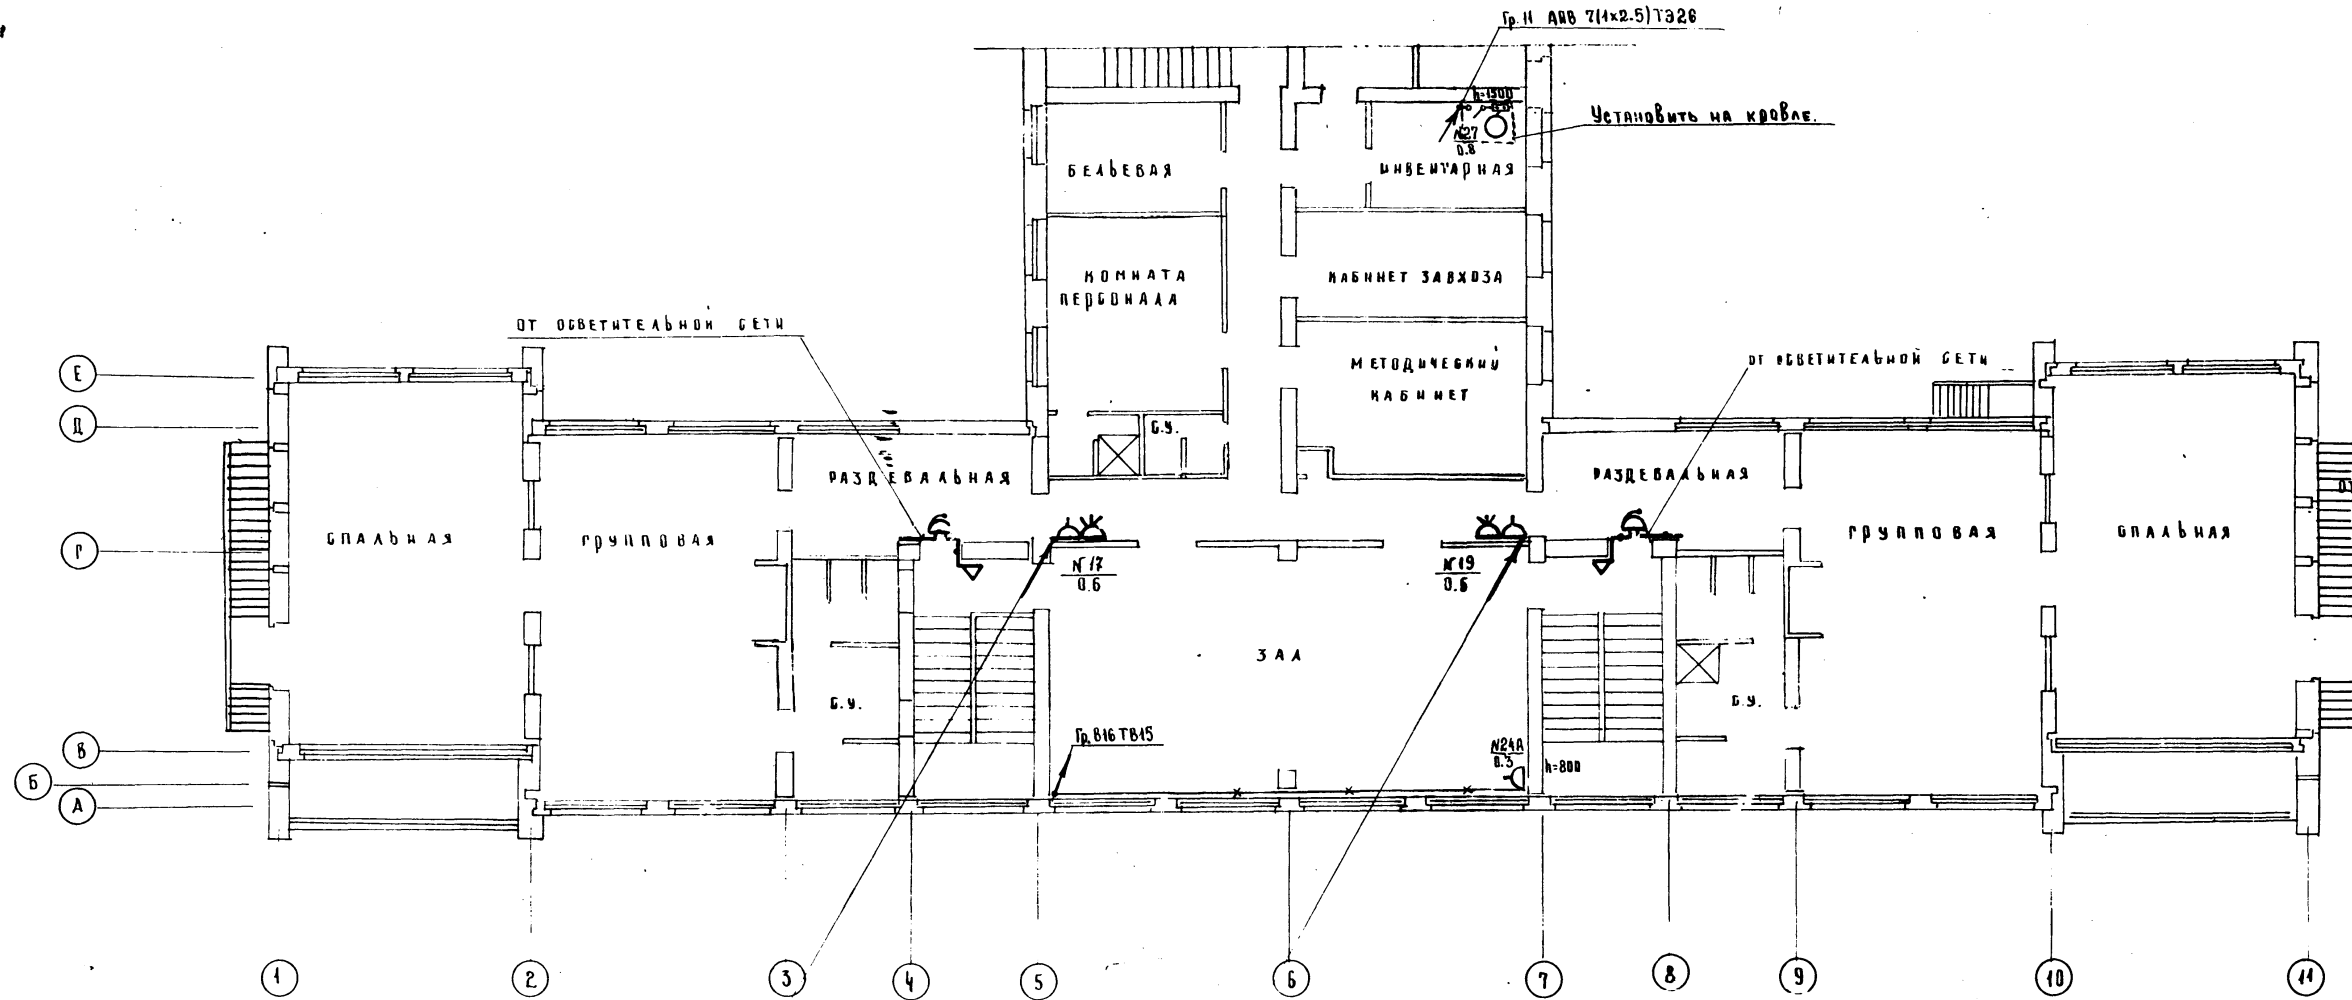 Гр. 11 АПВ 7(1х2.5)ТЭ26
h=1500
Установить на кровле.
№27
0.8
БЕЛЬЕВАЯ
ИНВЕНТАРНАЯ
КОМНАТА
ПЕРСОНАЛА
КАБИНЕТ ЗАВХОЗА
ОТ ОСВЕТИТЕЛЬНОЙ СЕТИ
МЕТОДИЧЕСКИЙ
КАБИНЕТ
ОТ ОСВЕТИТЕЛЬНОЙ СЕТИ
Е
Д
С.У.
РАЗДЕВАЛЬНАЯ
РАЗДЕВАЛЬНАЯ
ОТ
Г
СПАЛЬНАЯ
ГРУППОВАЯ
ГРУППОВАЯ
СПАЛЬНАЯ
№17
0.6
№19
0.6
ЗАЛ
С.У.
С.У.
Гр. В16 ТВ15
№24А
0.3
h=800
В
Б
А
1
2
3
4
5
6
7
8
9
10
11